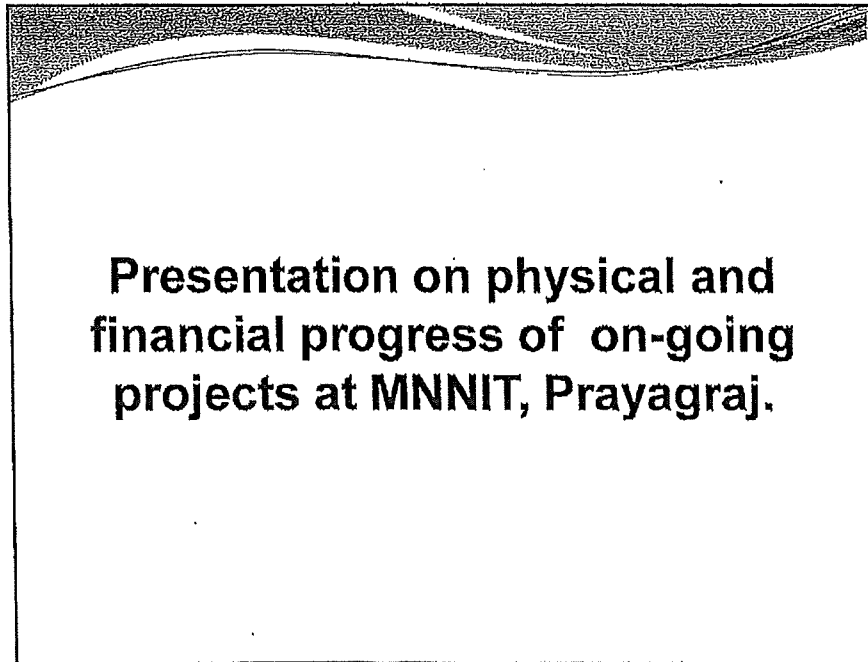 Presentation on physical and
financial progress of on-going
projects at MNNIT, Prayagraj.